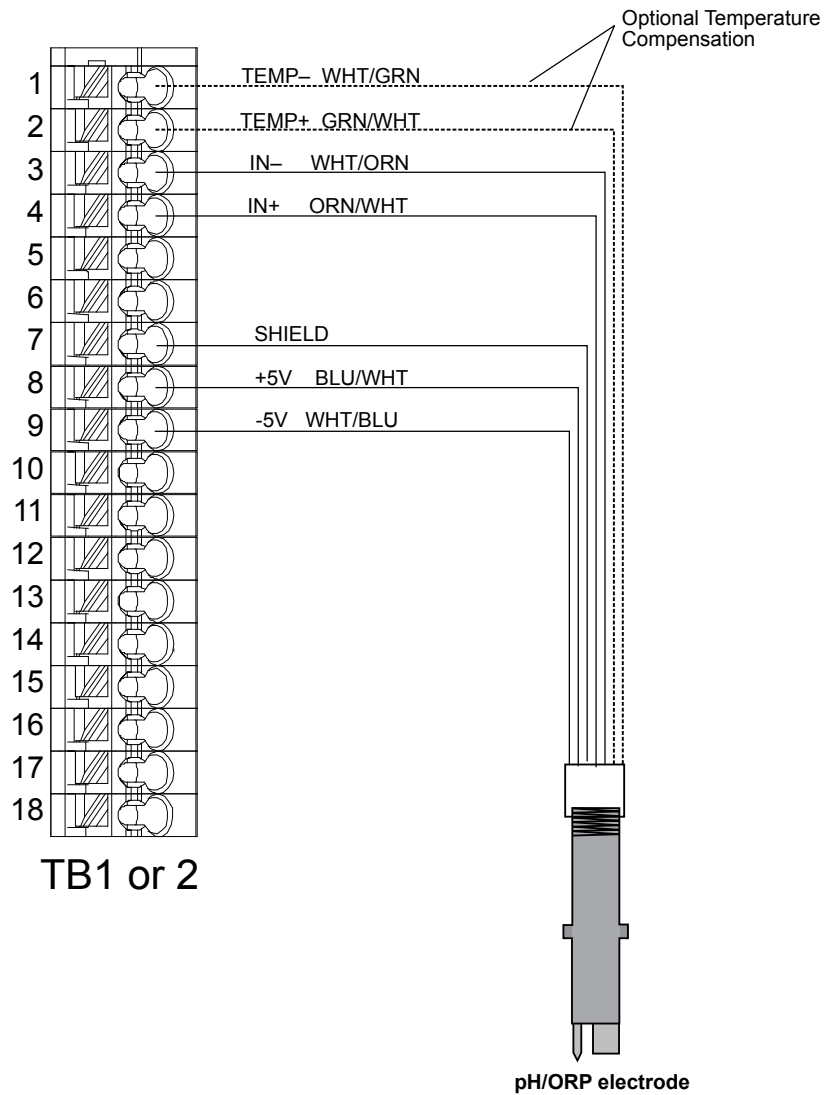 Optional Temperature
Compensation
1 TEMP– WHT/GRN
2 TEMP+ GRN/WHT
3 IN– WHT/ORN
4 IN+ ORN/WHT
5
6
7 SHIELD
8 +5V BLU/WHT
9 -5V WHT/BLU
10
11
12
13
14
15
16
17
18
TB1 or 2
pH/ORP electrode